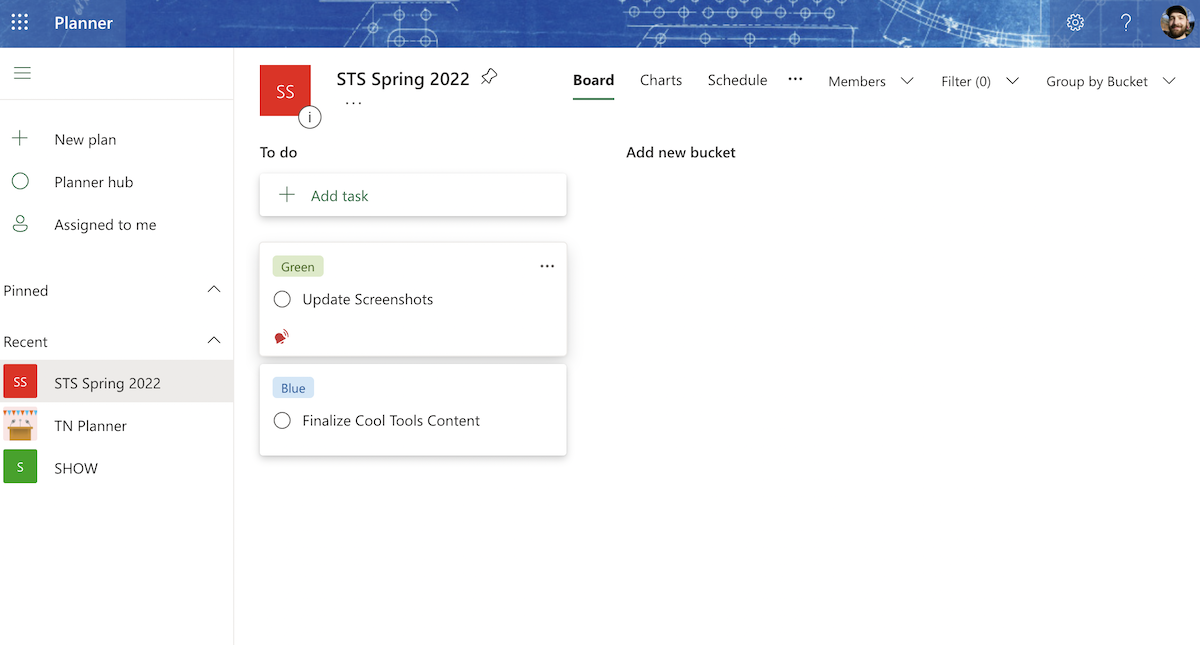 Planner
?
SS
STS Spring 2022
...
i
Board
Charts
Schedule
...
Members
Filter (0)
Group by Bucket
New plan
Planner hub
Assigned to me
Pinned
Recent
SS
STS Spring 2022
TN Planner
S
SHOW
To do
Add task
Green
...
Update Screenshots
Blue
Finalize Cool Tools Content
Add new bucket